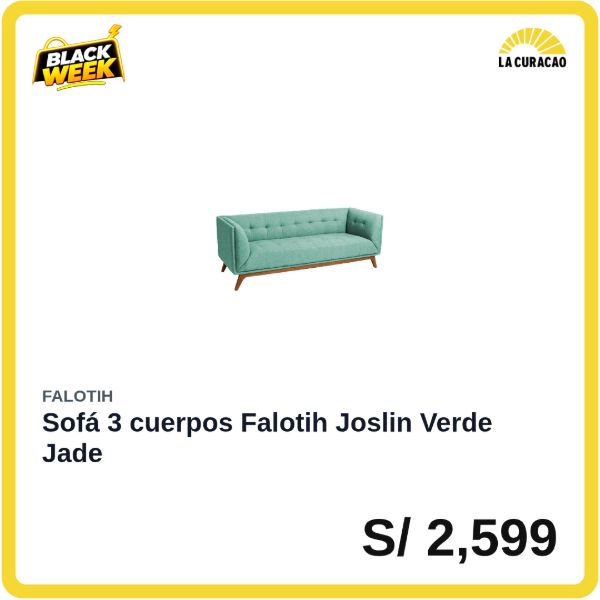 BLACK
WEEK
LA CURACAO
FALOTIH
Sofá 3 cuerpos Falotih Joslin Verde
Jade
S/ 2,599